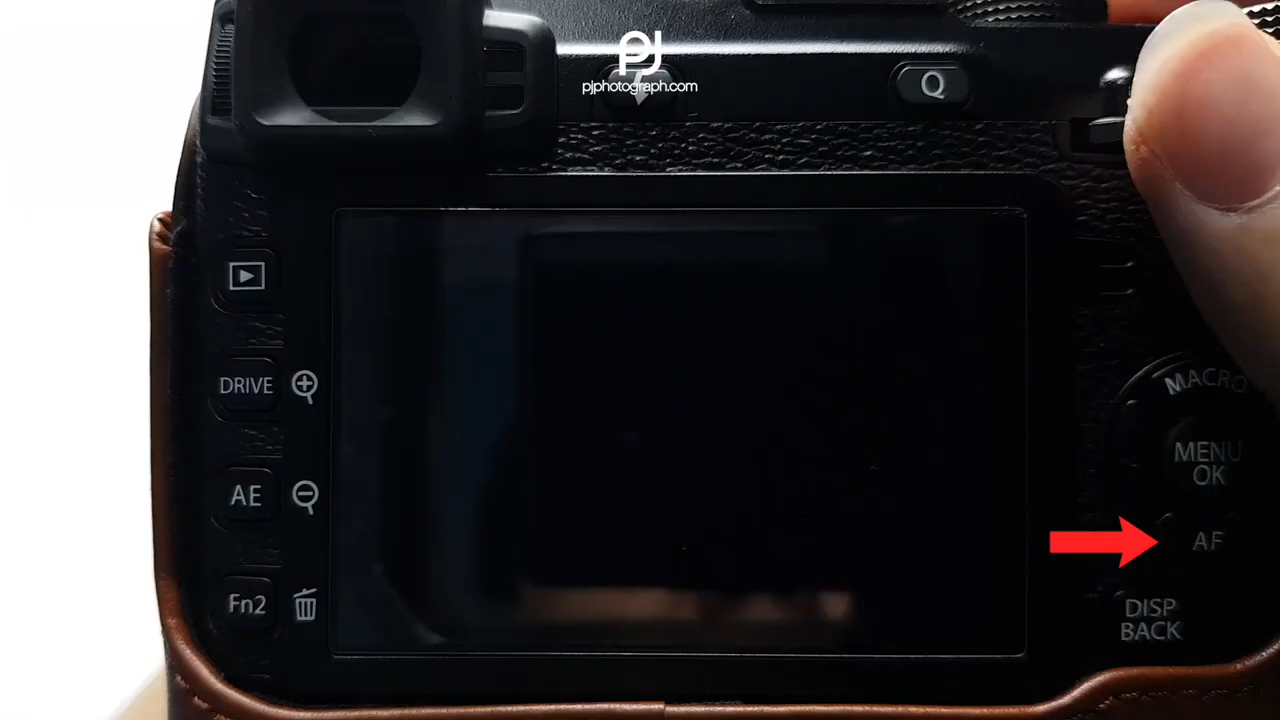 PJ
pjphotograph.com
Q
DRIVE
AE
Fn2
MACRO
MENU
OK
AF
DISP
BACK